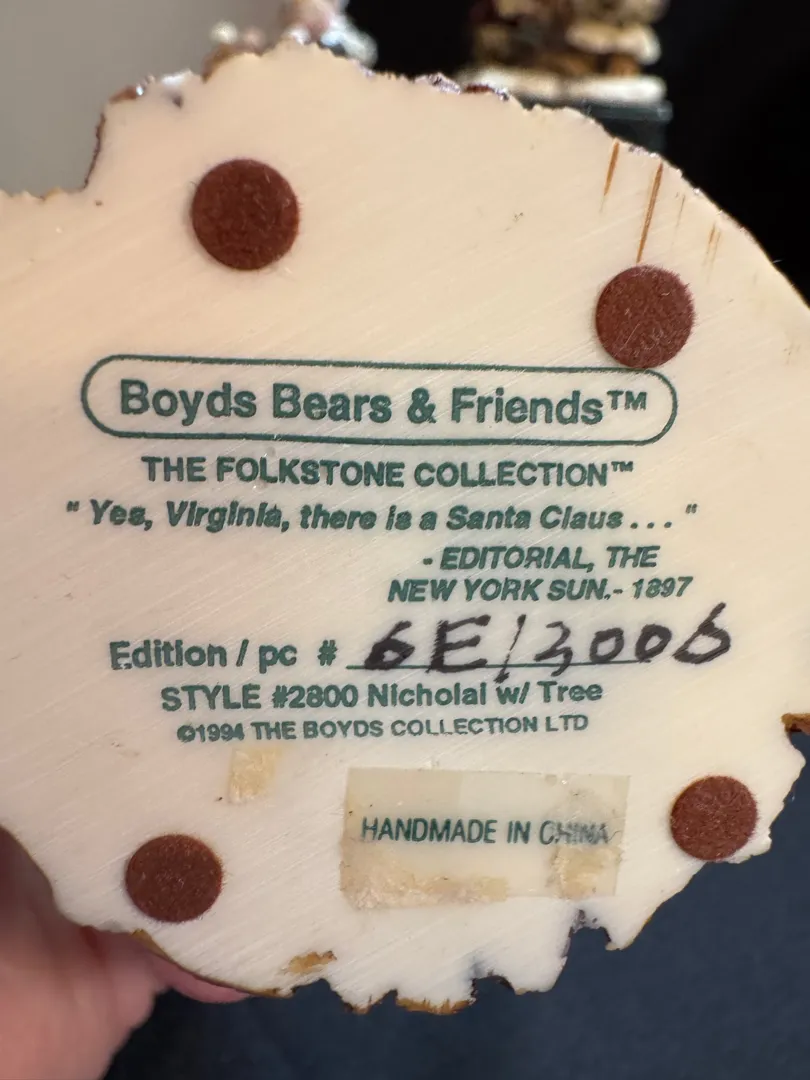 Boyds Bears & Friends™
THE FOLKSTONE COLLECTION™
" Yes, Virginia, there is a Santa Claus . . . "
- EDITORIAL, THE
NEW YORK SUN.- 1897
Edition / pc # 6E/3006
STYLE #2800 Nicholai w/ Tree
©1994 THE BOYDS COLLECTION LTD
HANDMADE IN CHINA